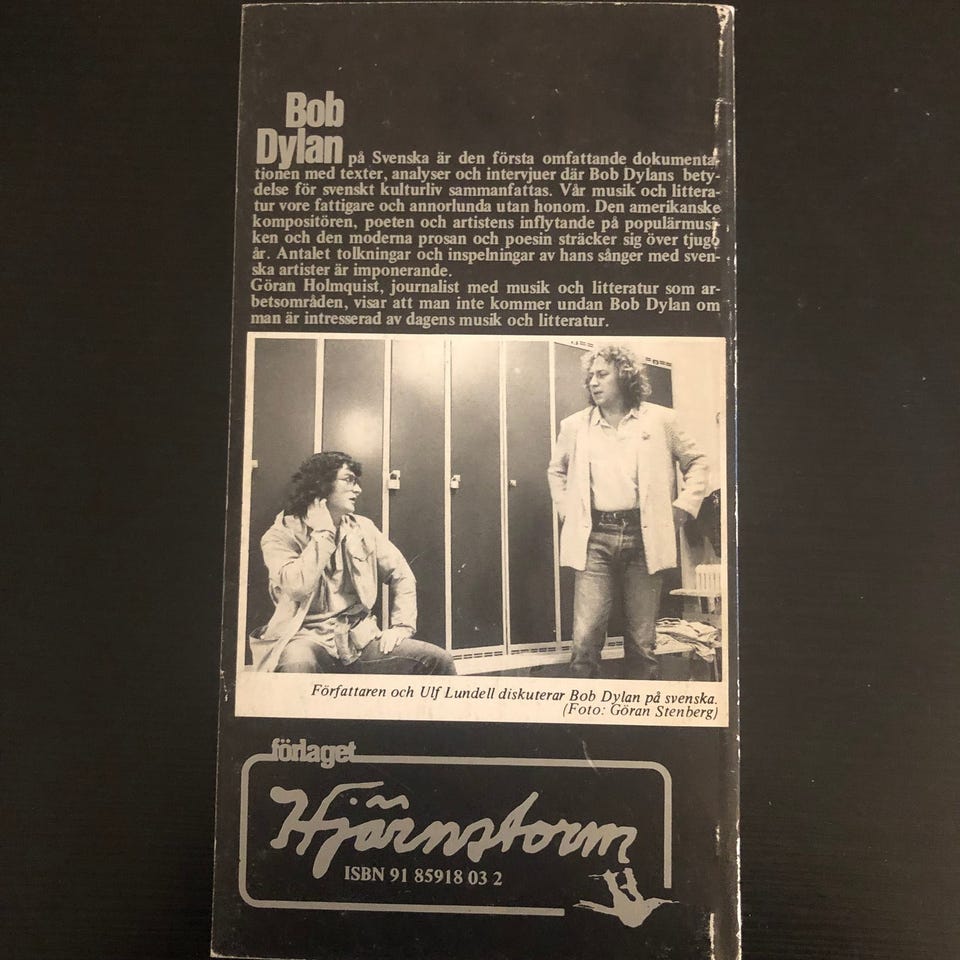 Bob
Dylan på Svenska är den första omfattande dokumenta-
tionen med texter, analyser och intervjuer där Bob Dylans bety-
delse för svenskt kulturliv sammanfattas. Vår musik och littera-
tur vore fattigare och annorlunda utan honom. Den amerikanske
kompositören, poeten och artistens inflytande på populärmusi-
ken och den moderna prosan och poesin sträcker sig över tjugo
år. Antalet tolkningar och inspelningar av hans sånger med sven-
ska artister är imponerande.
Göran Holmquist, journalist med musik och litteratur som ar-
betsområden, visar att man inte kommer undan Bob Dylan om
man är intresserad av dagens musik och litteratur.
Författaren och Ulf Lundell diskuterar Bob Dylan på svenska.
(Foto: Göran Stenberg)
förlaget
Hjärnstorm
ISBN 91 85918 03 2